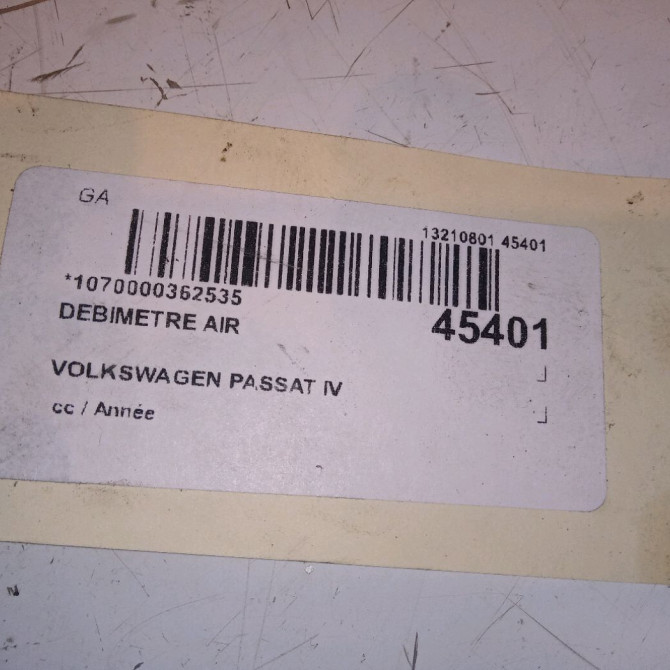 GA
13210801 45401
*1070000362535
DEBIMETRE AIR
45401
VOLKSWAGEN PASSAT IV
cc / Année